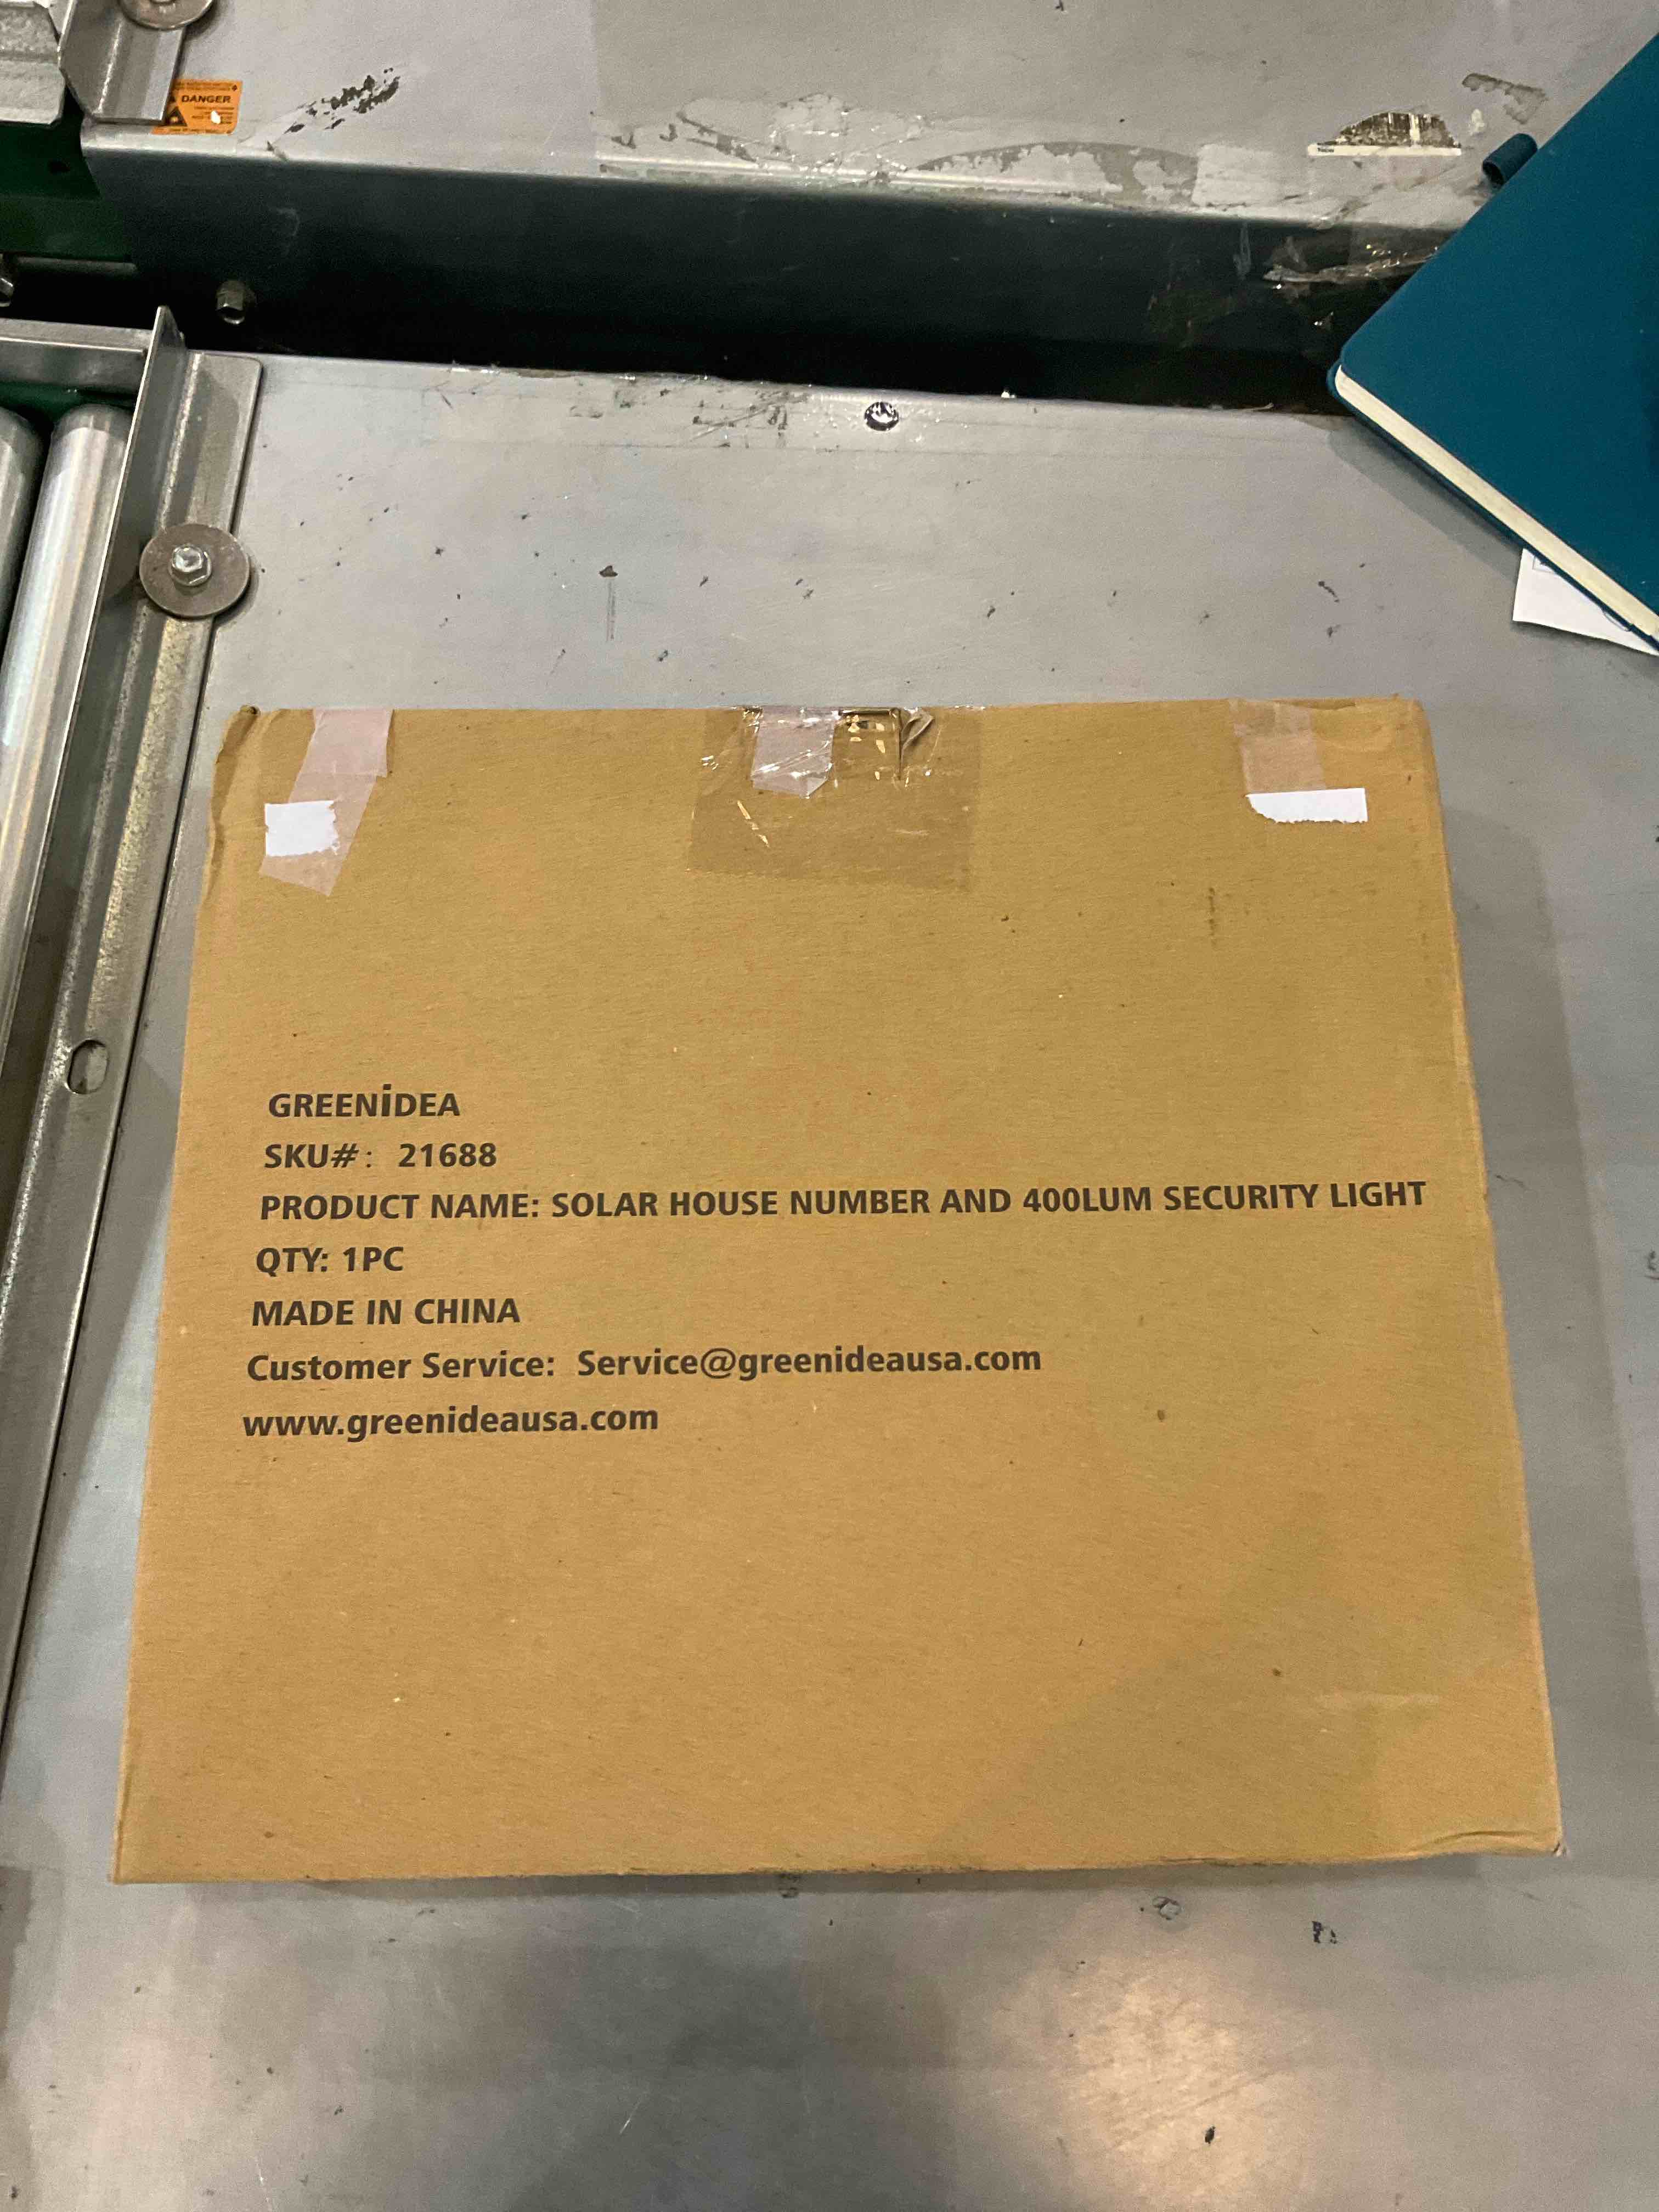 DANGER
GREENiDEA
SKU#: 21688
PRODUCT NAME: SOLAR HOUSE NUMBER AND 400LUM SECURITY LIGHT
QTY: 1PC
MADE IN CHINA
Customer Service: Service@greenideausa.com
www.greenideausa.com